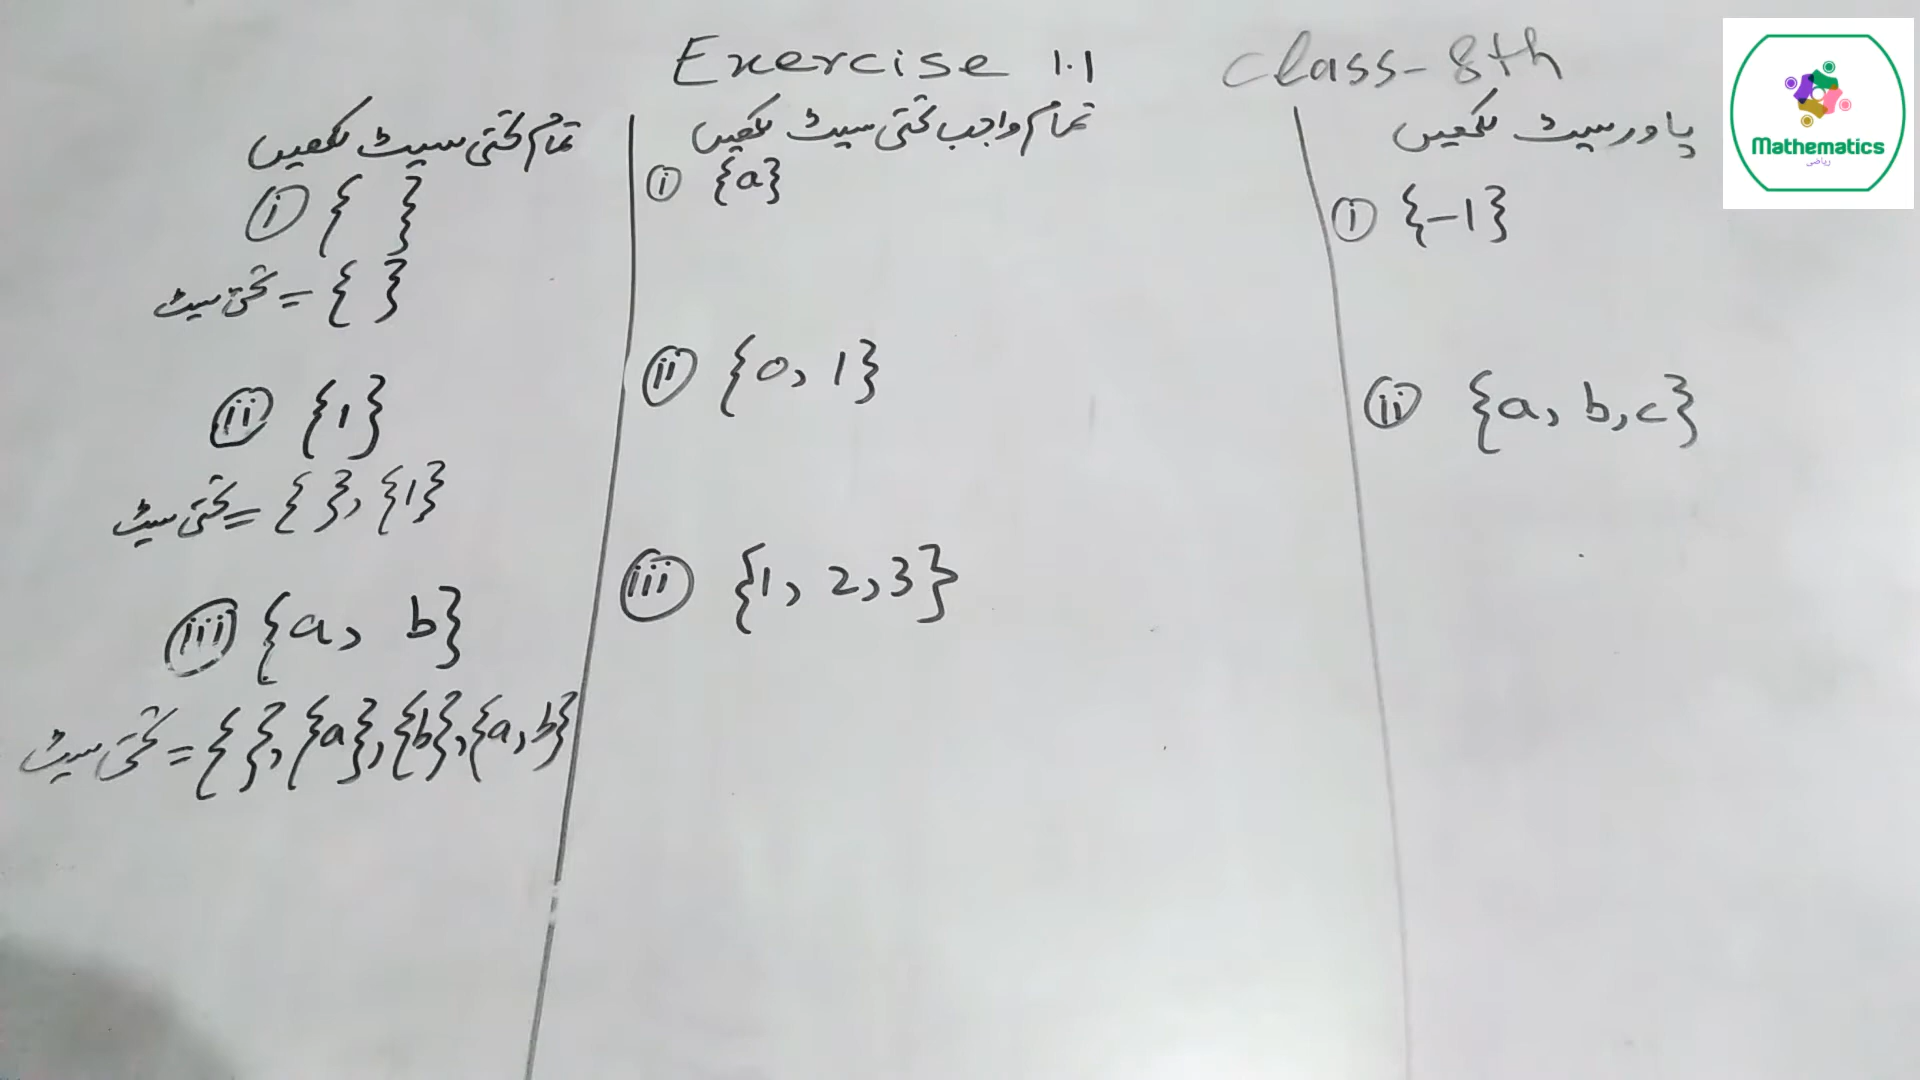 Exercise 1.1 Class-8th
تمام تحتی سیٹ لکھیں
i { }
تحتی سیٹ = { }
ii {1}
تحتی سیٹ = { }, {1}
iii {a, b}
تحتی سیٹ = { }, {a}, {b}, {a, b}
تمام واجب تحتی سیٹ لکھیں
i {a}
ii {0, 1}
iii {1, 2, 3}
پاور سیٹ لکھیں
i {-1}
ii {a, b, c}
Mathematics
ریاضی